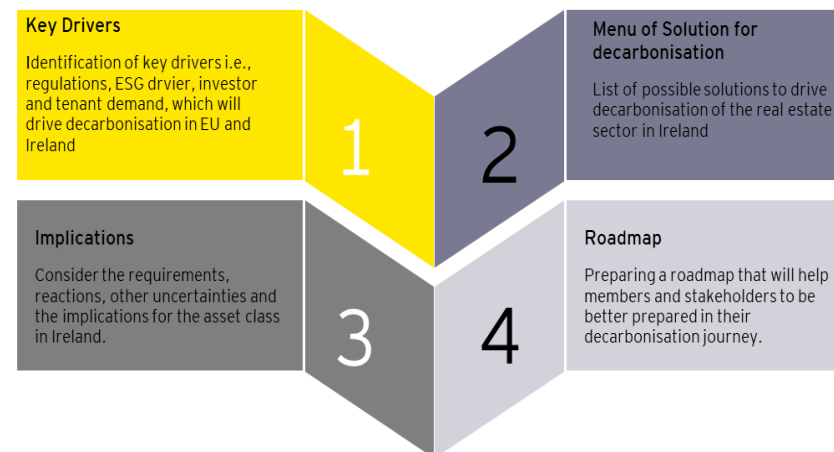 Key Drivers
Identification of key drivers i.e.,
regulations, ESG drvier, investor
and tenant demand, which will
drive decarbonisation in EU and
Ireland
1
2
Menu of Solution for
decarbonisation
List of possible solutions to drive
decarbonisation of the real estate
sector in Ireland
Implications
Consider the requirements,
reactions, other uncertainties and
the implications for the asset class
in Ireland.
3
4
Roadmap
Preparing a roadmap that will help
members and stakeholders to be
better prepared in their
decarbonisation journey.